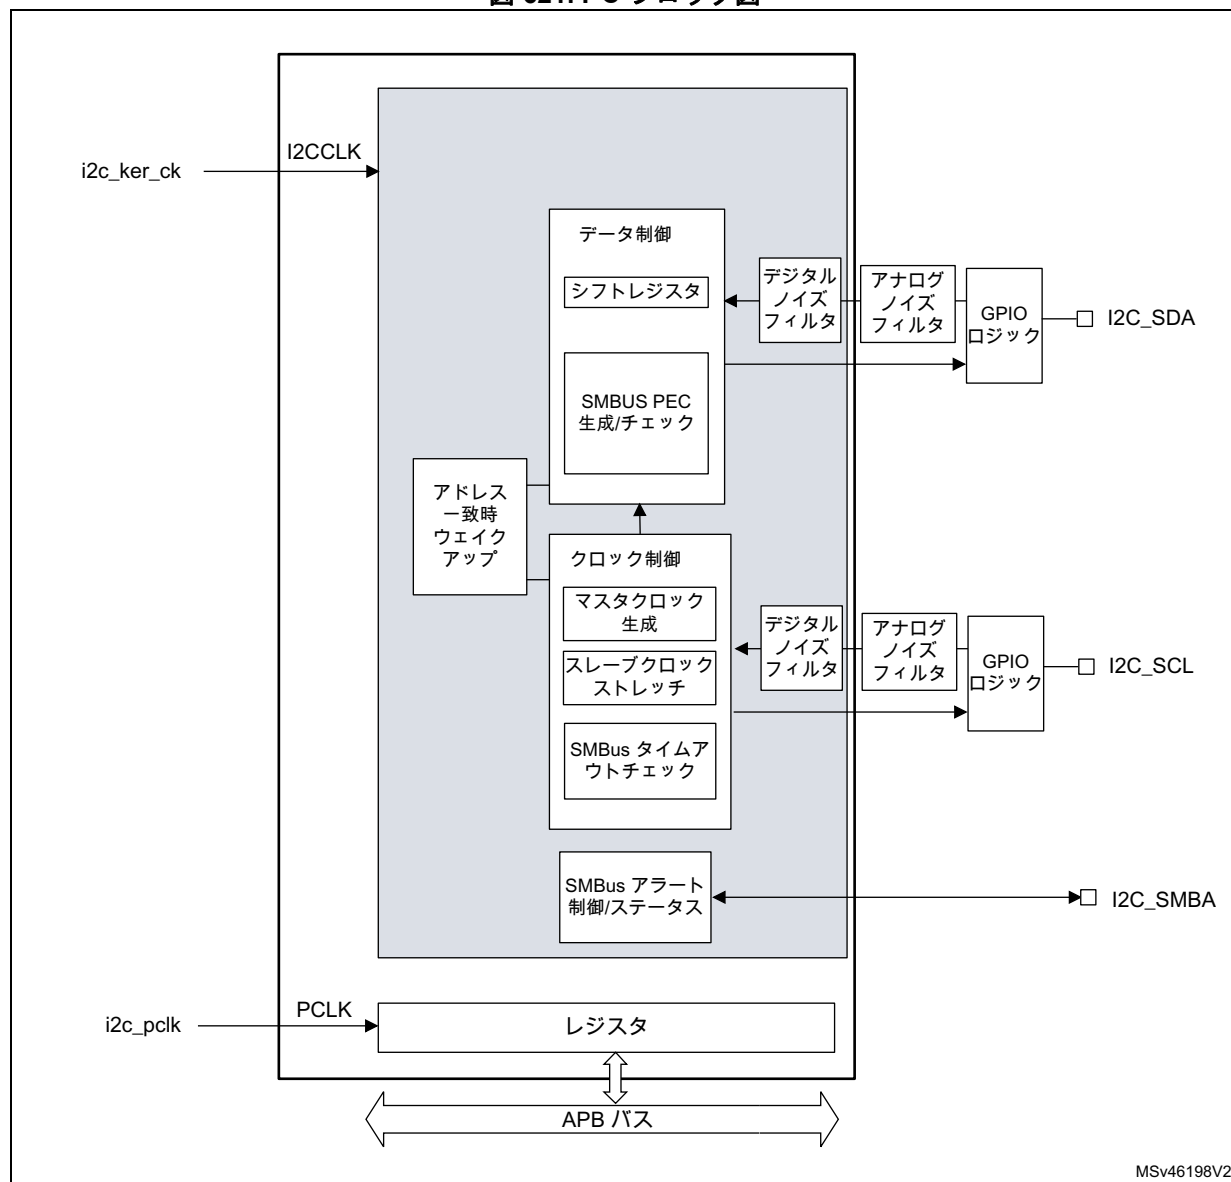 i2c_ker_ck
I2CCLK
データ制御
シフトレジスタ
SMBUS PEC
生成/チェック
デジタル
ノイズ
フィルタ
アナログ
ノイズ
フィルタ
GPIO
ロジック
I2C_SDA
アドレス
一致時
ウェイク
アップ
クロック制御
マスタクロック
生成
スレーブクロック
ストレッチ
SMBus タイムア
ウトチェック
デジタル
ノイズ
フィルタ
アナログ
ノイズ
フィルタ
GPIO
ロジック
I2C_SCL
SMBus アラート
制御/ステータス
I2C_SMBA
i2c_pclk
PCLK
レジスタ
APB バス
MSv46198V2